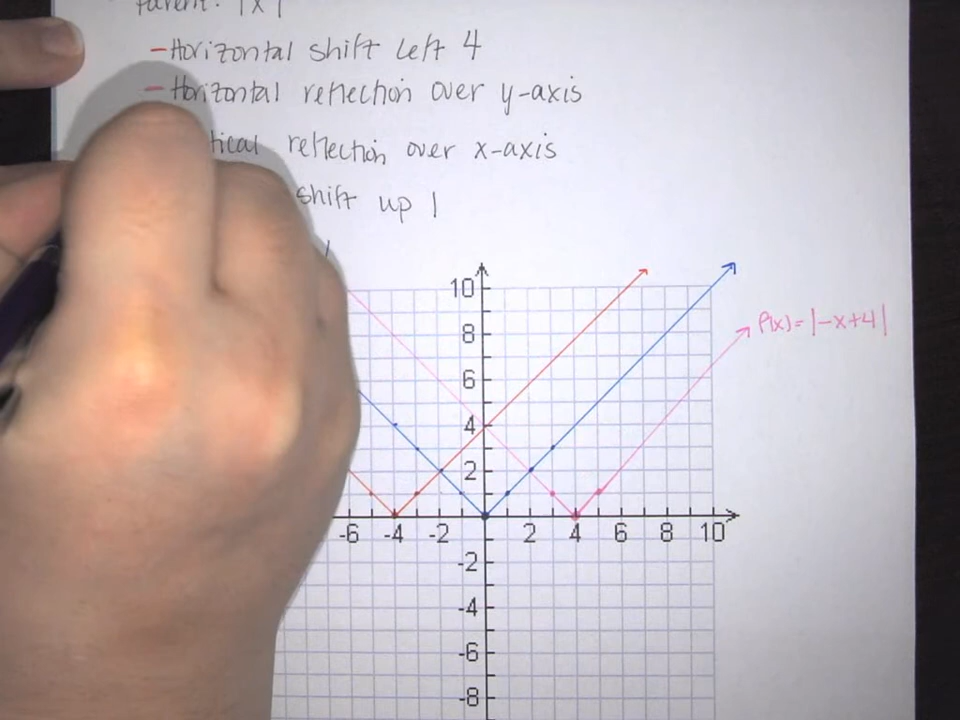 parent: |x|
-Horizontal shift left 4
-Horizontal reflection over y-axis
reflection over x-axis
shift up 1
10
8
6
4
2
-6 -4 -2 2 4 6 8 10
-2
-4
-6
-8
P(x)=|-x+4|